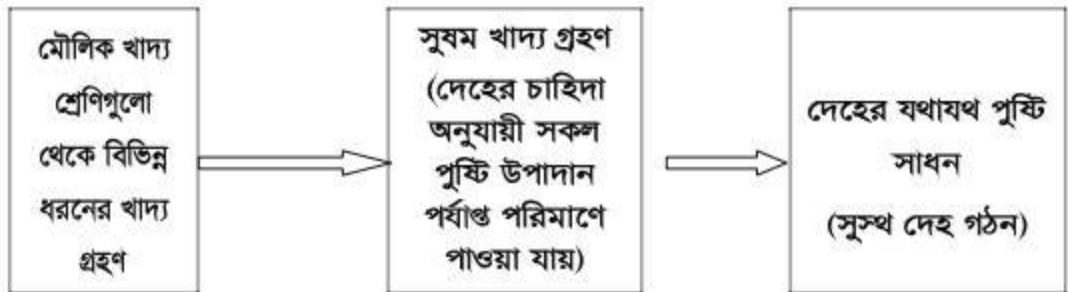 মৌলিক খাদ্য
শ্রেণিগুলো
থেকে বিভিন্ন
ধরনের খাদ্য
গ্রহণ
সুষম খাদ্য গ্রহণ
(দেহের চাহিদা
অনুযায়ী সকল
পুষ্টি উপাদান
পর্যাপ্ত পরিমাণে
পাওয়া যায়)
দেহের যথাযথ পুষ্টি
সাধন
(সুস্থ দেহ গঠন)